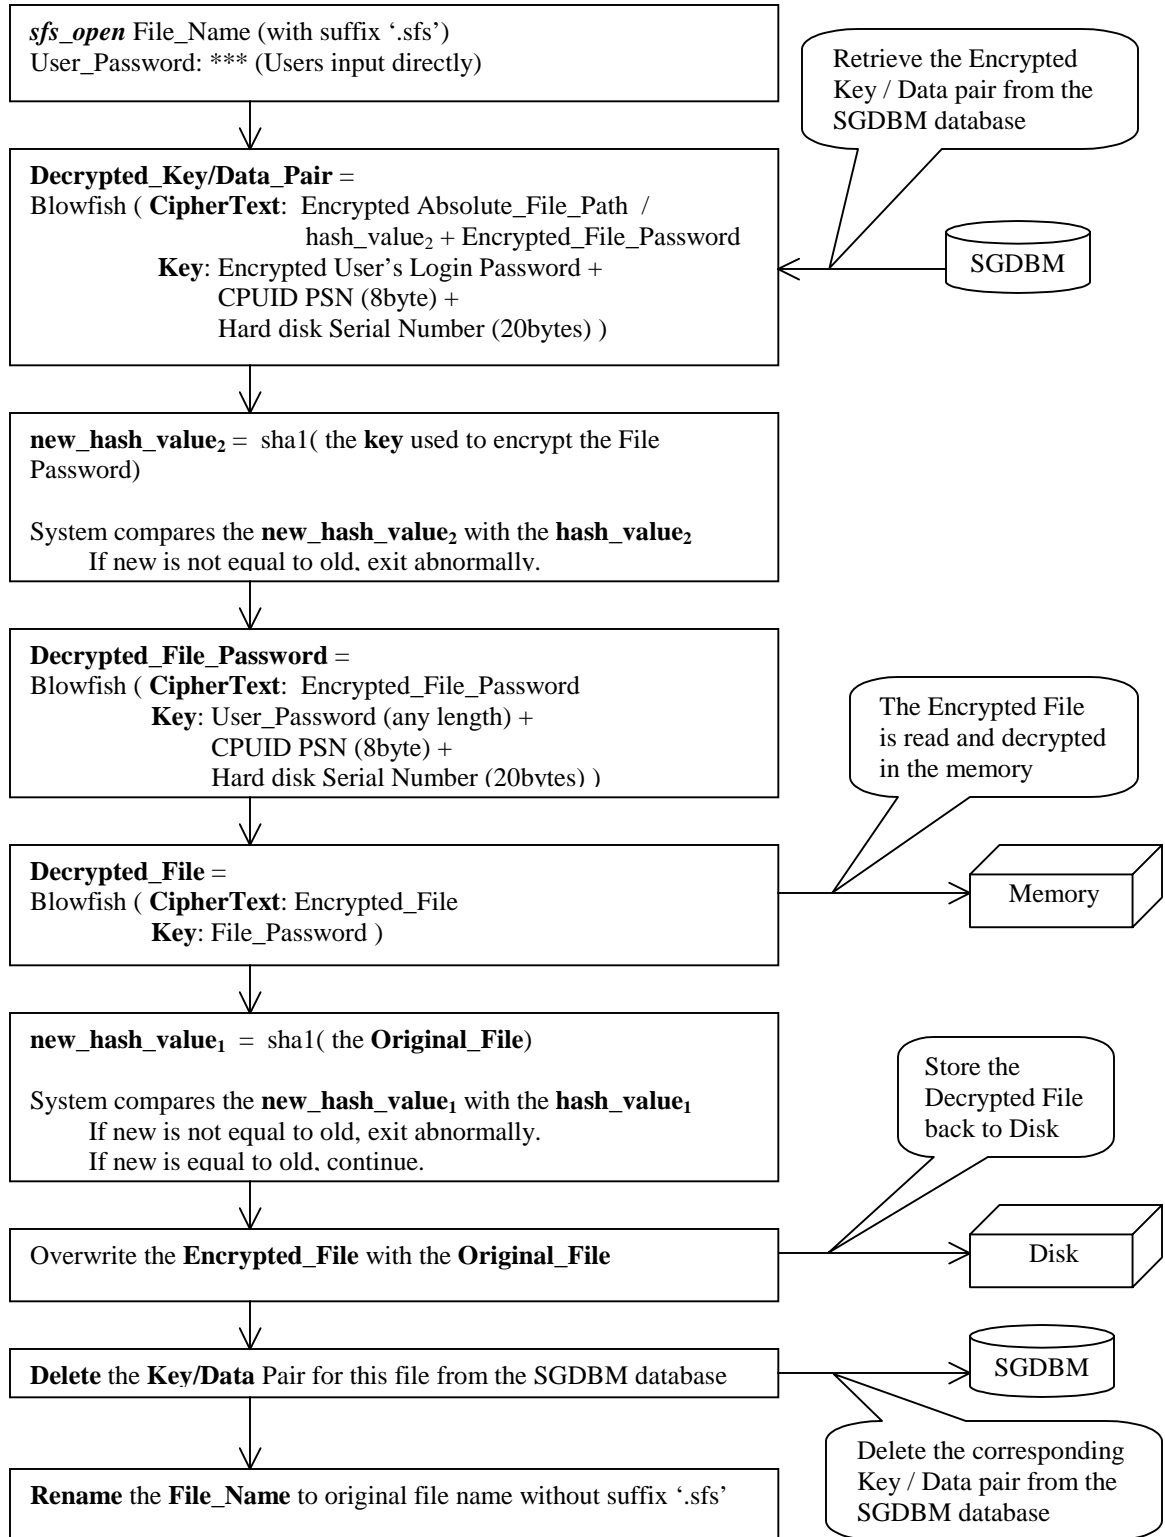 sfs_open File_Name (with suffix ‘.sfs’)
User_Password: *** (Users input directly)
Retrieve the Encrypted
Key / Data pair from the
SGDBM database
Decrypted_Key/Data_Pair =
Blowfish ( CipherText: Encrypted Absolute_File_Path /
hash_value₂ + Encrypted_File_Password
Key: Encrypted User's Login Password +
CPUID PSN (8byte) +
Hard disk Serial Number (20bytes) )
SGDBM
new_hash_value₂ = sha1( the key used to encrypt the File
Password)
System compares the new_hash_value₂ with the hash_value₂
If new is not equal to old, exit abnormally.
Decrypted_File_Password =
Blowfish ( CipherText: Encrypted_File_Password
Key: User_Password (any length) +
CPUID PSN (8byte) +
Hard disk Serial Number (20bytes) )
The Encrypted File
is read and decrypted
in the memory
Decrypted_File =
Blowfish ( CipherText: Encrypted_File
Key: File_Password )
Memory
new_hash_value₁ = sha1( the Original_File)
System compares the new_hash_value₁ with the hash_value₁
If new is not equal to old, exit abnormally.
If new is equal to old, continue.
Store the
Decrypted File
back to Disk
Overwrite the Encrypted_File with the Original_File
Disk
Delete the Key/Data Pair for this file from the SGDBM database
SGDBM
Delete the corresponding
Key / Data pair from the
SGDBM database
Rename the File_Name to original file name without suffix ‘.sfs’